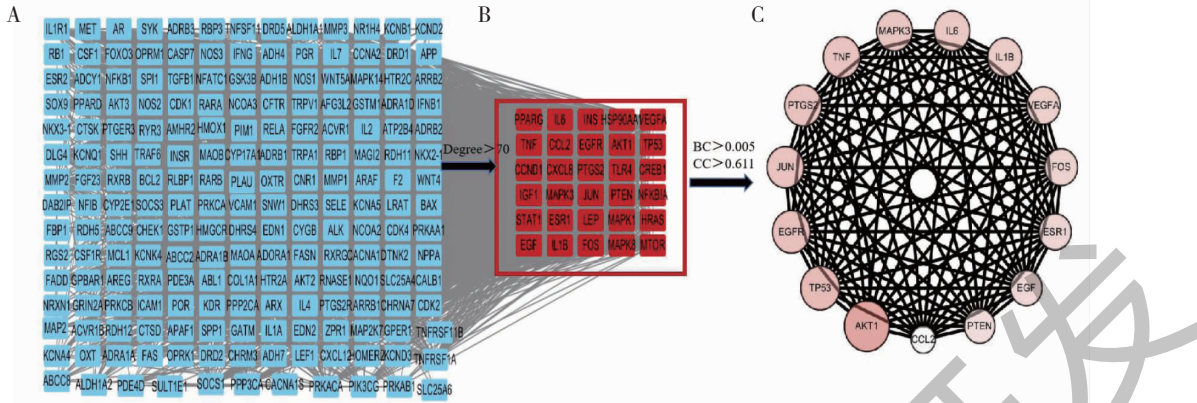 A
B
C
IL1R1 MET AR SYK ADRB3 RBP3 TNFSF11 DRD5 ALDH1A1 MMP3 NR1H4 KCNB1 KCND2
RB1 CSF1 FOXO3 OPRM1 CASP7 NOS3 IFNG ADH4 PGR IL7 CCNA2 DRD1 APP
ESR2 ADCY1 NFKB1 SPI1 TGFB1 NFATC1 GSK3B ADH1B NOS1 WNT5A MAPK14 HTR2C ARRB2
SOX9 PPARD AKT3 NOS2 CDK1 RARA NCOA3 CFTR TRPV1 AFG3L2 GSTM1 ADRA1D IFNB1
NKX3-1 CTSK PTGER3 RYR3 AMHR2 HMOX1 PIM1 RELA FGFR2 ACVR1 IL2 ATP2B4 ADRB2
DLG4 KCNQ1 SHH TRAF6 INSR MAOB CYP17A1 ADRB1 TRPA1 RBP1 MAGI2 RDH11 NKX2-1
MMP2 FGF23 RXRB BCL2 RLBP1 RARB PLAU OXTR CNR1 MMP1 ARAF F2 WNT4
DAB2IP NFIB CYP2E1 SOCS3 PLAT PRKCA VCAM1 SNW1 DHRS3 SELE KCNA5 LRAT BAX
FBP1 RDH5 ABCC9 CHEK1 GSTP1 HMGCR DHRS4 EDN1 CYGB ALK NCOA2 CDK4 PRKAA1
RGS2 CSF1R MCL1 KCNK4 ABCC2 ADRA1B MAOA ADORA1 FASN RXRG CACNA1D TNK2 NPPA
FADD GPBAR1 AREG RXRA PDE3A ABL1 COL1A1 HTR2A AKT2 RNASE1 NQO1 SLC25A4 CALB1
NRXN1 GRIN2A PRKCB ICAM1 POR KDR PPP2CA ARX IL4 PTGS2R ARRB1 CHRNA7 CDK2
MAP2 ACVR1B RDH12 CTSD APAF1 SPP1 GATM IL1A EDN2 ZPR1 MAP2K7 GPER1 TNFRSF11B
KCNA4 OXT ADRA1A FAS OPRK1 DRD2 CHRM3 ADH7 LEF1 CXCL12 HOMER2 KCND3 TNFRSF1A
ABCC8 ALDH1A2 PDE4D SULT1E1 SOCS1 PPP3CA CACNA1S PRKACA PIK3CG PRKAB1 SLC25A6
Degree>70
PPARG IL6 INS HSP90AA VEGFA
TNF CCL2 EGFR AKT1 TP53
CCND1 CXCL8 PTGS2 TLR4 CREB1
IGF1 MAPK3 JUN PTEN NFKBIA
STAT1 ESR1 LEP MAPK1 HRAS
EGF IL1B FOS MAPK8 MTOR
BC>0.005
CC>0.611
MAPK3 IL6
TNF IL1B
PTGS2 VEGFA
JUN FOS
EGFR ESR1
TP53 EGF
AKT1 CCL2 PTEN